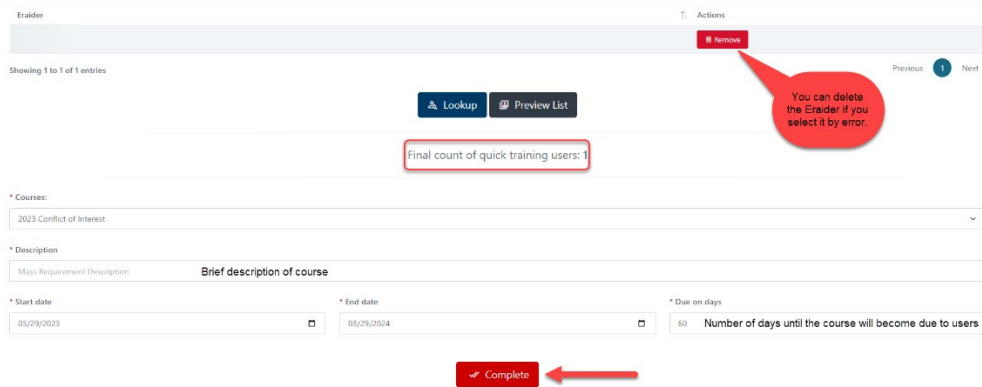 Eraider
Actions
Remove
Showing 1 to 1 of 1 entries
Previous 1 Next
You can delete
the Eraider if you
select it by error.
Lookup
Preview List
Final count of quick training users: 1
* Courses:
2023 Conflict of Interest
* Description
Mass Requirement Description
Brief description of course
* Start date
* End date
* Due on days
03/29/2023
03/29/2024
60
Number of days until the course will become due to users
Complete